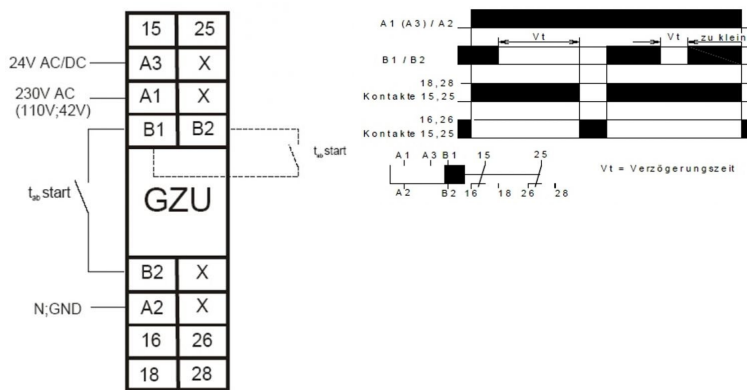 15 25
24V AC/DC A3 X
230V AC A1 X
(110V;42V)
B1 B2
t_ab start
t_ab start
GZU
B2 X
N;GND A2 X
16 26
18 28
A1 (A3) / A2
Vt Vt zu klein
B1 / B2
18,28
Kontakte 15,25
16,26
Kontakte 15,25
A1 A3 B1 15 25
A2 B2 16 18 26 28
Vt = Verzögerungszeit